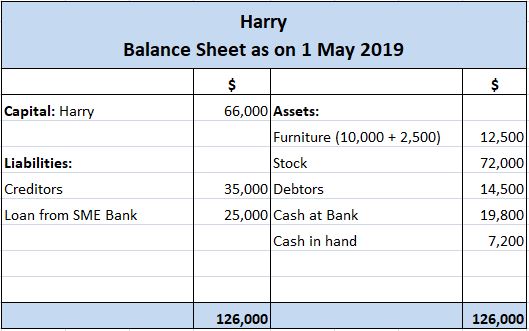 Harry
Balance Sheet as on 1 May 2019
$ $
Capital: Harry 66,000 Assets:
Furniture (10,000 + 2,500) 12,500
Liabilities: Stock 72,000
Creditors 35,000 Debtors 14,500
Loan from SME Bank 25,000 Cash at Bank 19,800
Cash in hand 7,200
126,000 126,000